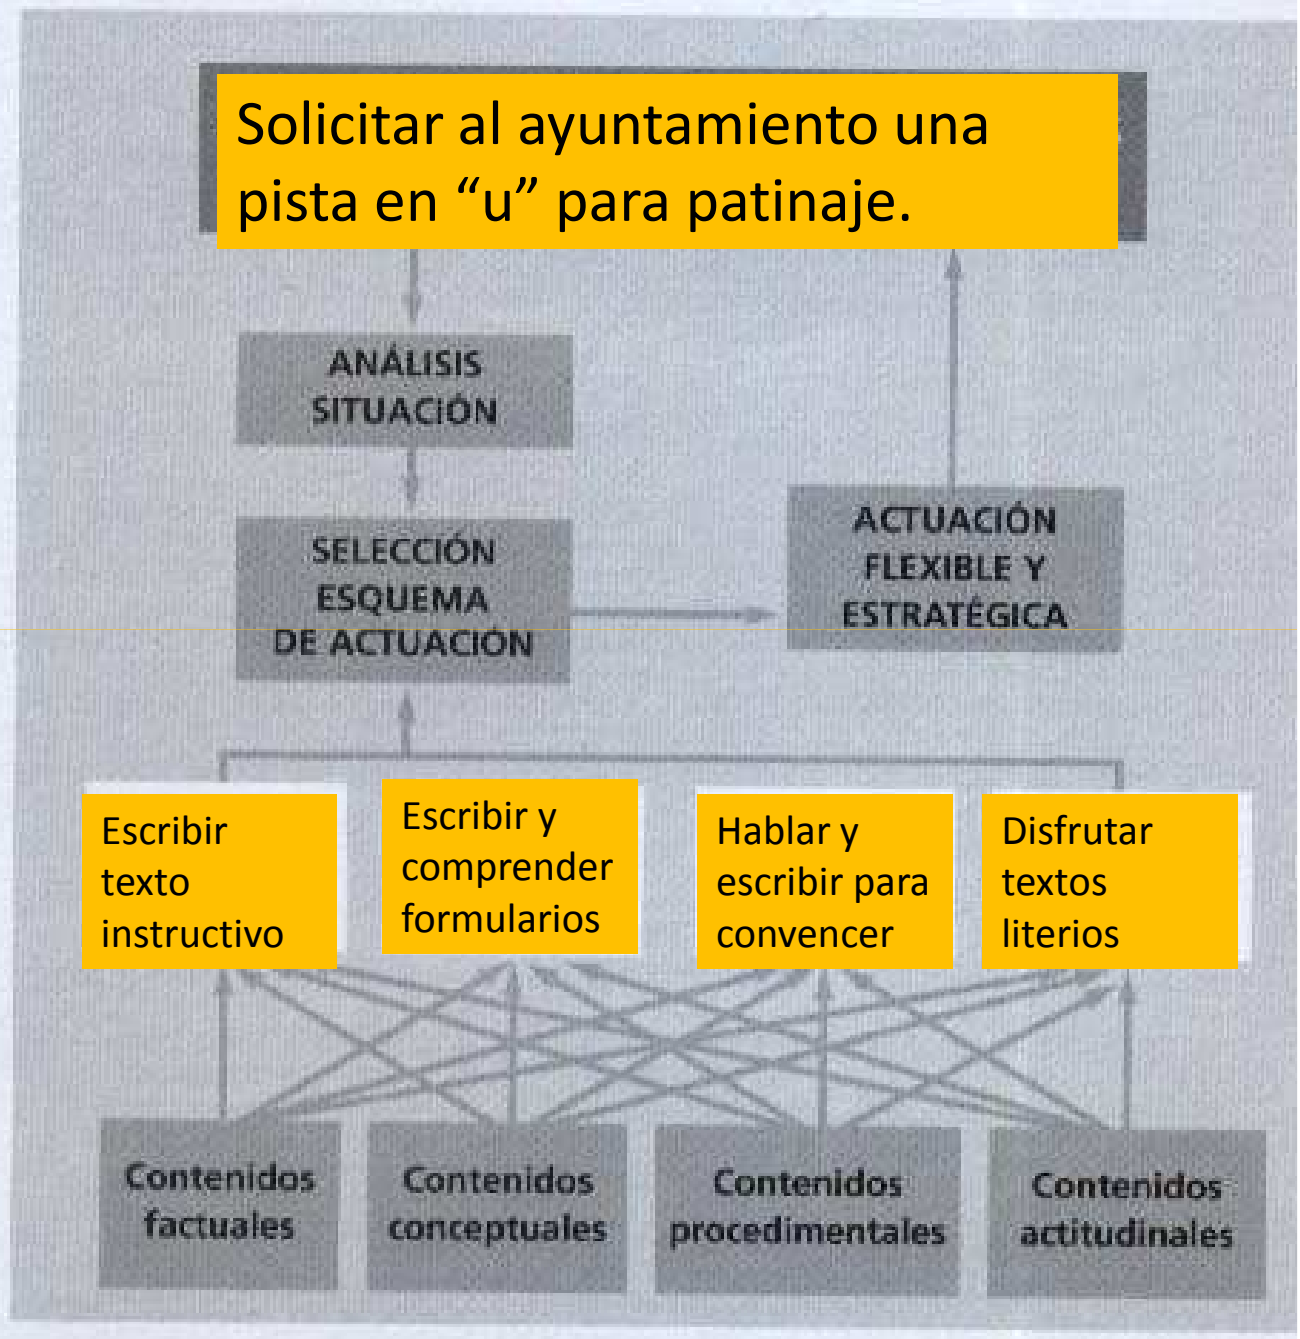 Solicitar al ayuntamiento una
pista en “u” para patinaje.
ANÁLISIS
SITUACIÓN
SELECCIÓN
ESQUEMA
DE ACTUACIÓN
ACTUACIÓN
FLEXIBLE Y
ESTRATÉGICA
Escribir
texto
instructivo
Escribir y
comprender
formularios
Hablar y
escribir para
convencer
Disfrutar
textos
literios
Contenidos
factuales
Contenidos
conceptuales
Contenidos
procedimentales
Contenidos
actitudinales